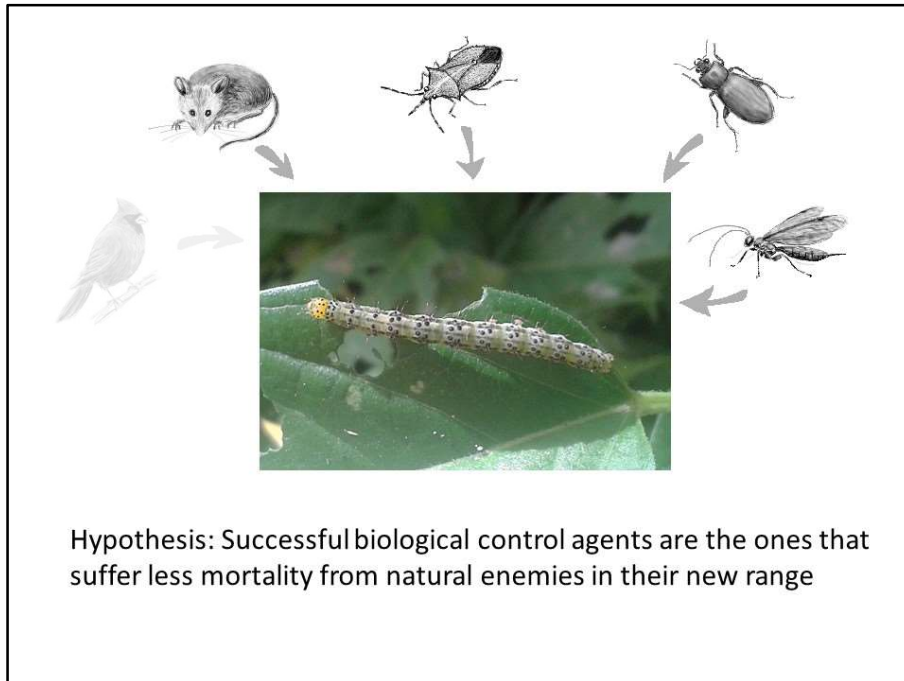 Hypothesis: Successful biological control agents are the ones that
suffer less mortality from natural enemies in their new range